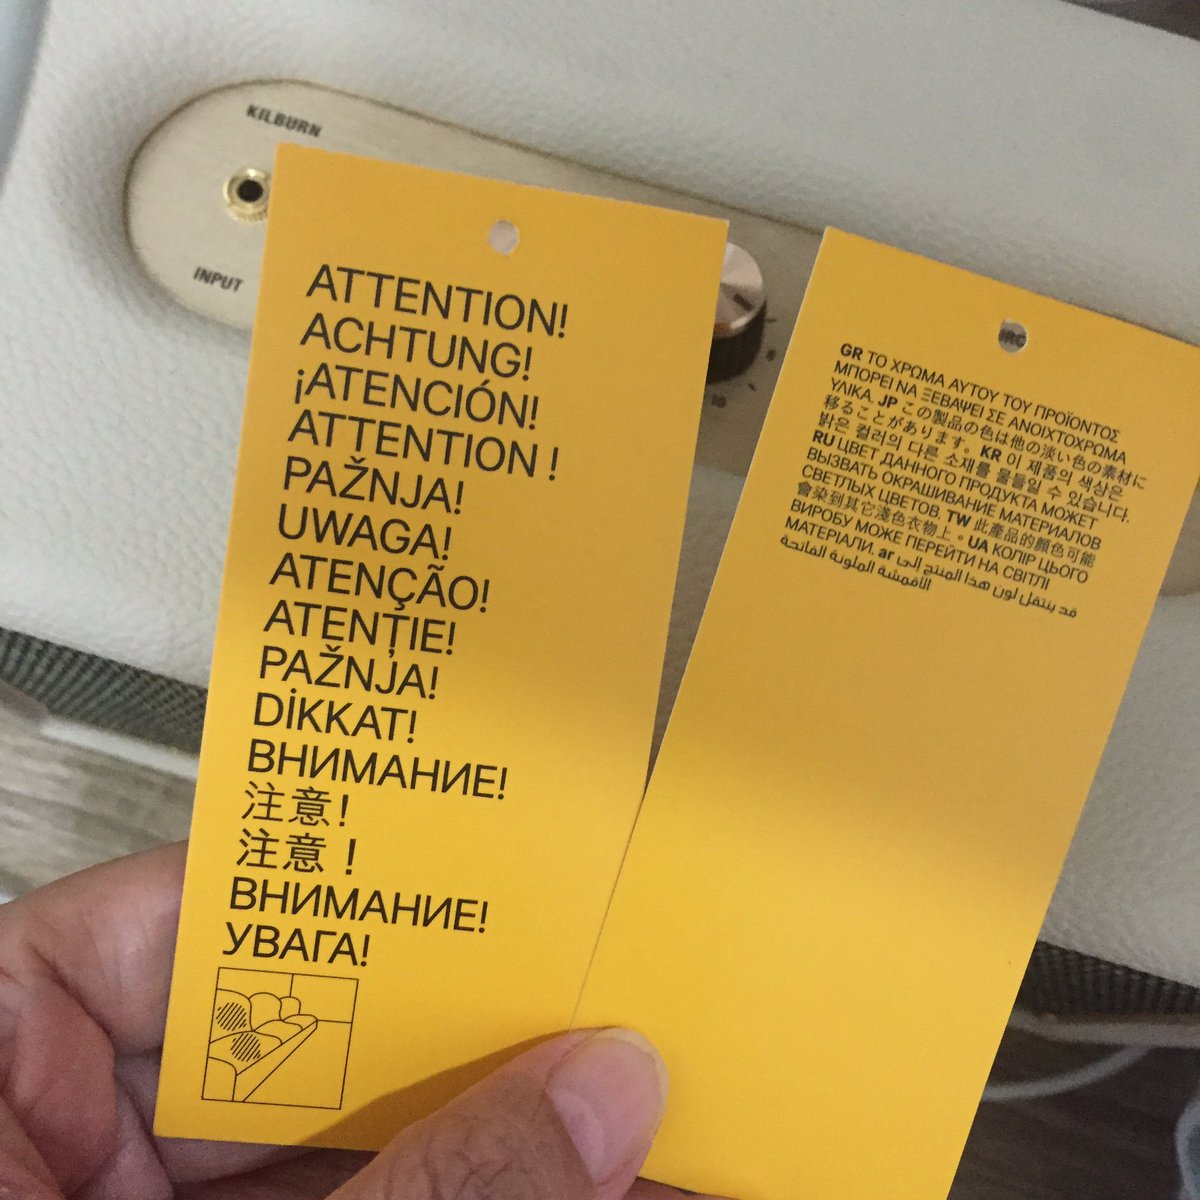 KILBURN
INPUT
8
10
ATTENTION!
ACHTUNG!
¡ATENCIÓN!
ATTENTION !
PAŽNJA!
UWAGA!
ATENÇÃO!
ATENȚIE!
PAŽNJA!
DİKKAT!
ВНИМАНИЕ!
注意!
注意！
ВНИМАНИЕ!
УВАГА!
GR ΤΟ ΧΡΩΜΑ ΑΥΤΟΥ ΤΟΥ ΠΡΟΪΟΝΤΟΣ
ΜΠΟΡΕΙ ΝΑ ΞΕΒΑΨΕΙ ΣΕ ΑΝΟΙΧΤΟΧΡΩΜΑ
ΥΛΙΚΑ. JP この製品の色は他の淡い色の素材に
移ることがあります。 KR 이 제품의 색상은
밝은 컬러의 다른 소재를 물들일 수 있습니다.
RU ЦВЕТ ДАННОГО ПРОДУКТА МОЖЕТ
ВЫЗВАТЬ ОКРАШИВАНИЕ МАТЕРИАЛОВ
СВЕТЛЫХ ЦВЕТОВ. TW 此產品的顏色可能
會染到其它淺色衣物上。UA КОЛІР ЦЬОГО
ВИРОБУ МОЖЕ ПЕРЕЙТИ НА СВІТЛІ
МАТЕРІАЛИ. ar قد ينتقل لون هذا المنتج إلى
الأقمشة الملونة الفاتحة